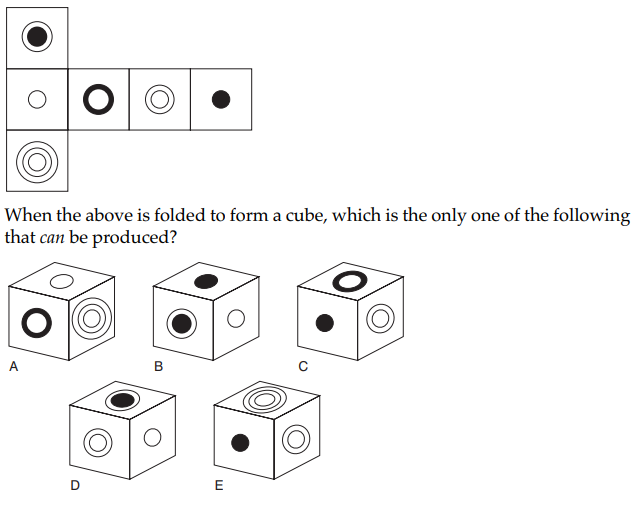 When the above is folded to form a cube, which is the only one of the following
that can be produced?
A
B
C
D
E